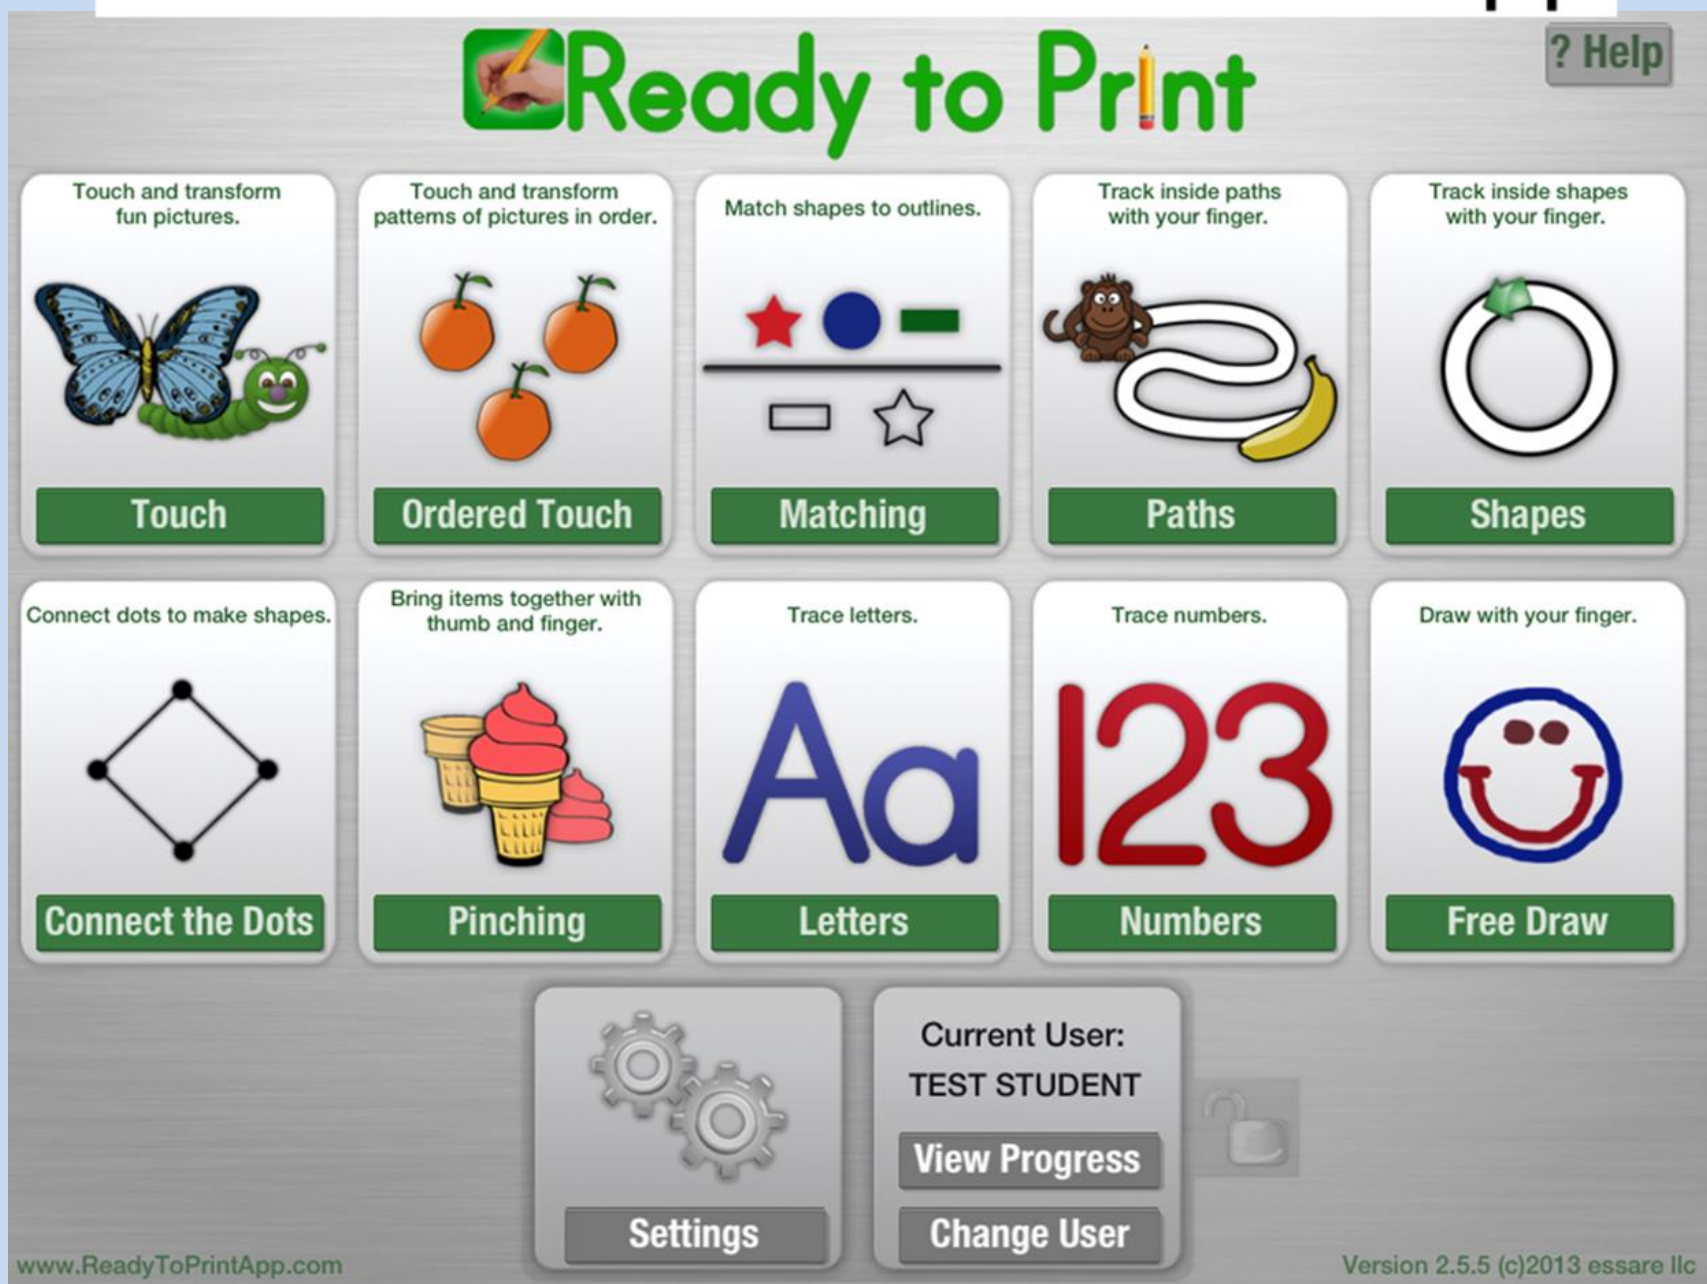 Ready to Print
? Help
Touch and transform
fun pictures.
Touch
Touch and transform
patterns of pictures in order.
Ordered Touch
Match shapes to outlines.
Matching
Track inside paths
with your finger.
Paths
Track inside shapes
with your finger.
Shapes
Connect dots to make shapes.
Connect the Dots
Bring items together with
thumb and finger.
Pinching
Trace letters.
Aa
Letters
Trace numbers.
123
Numbers
Draw with your finger.
Free Draw
Settings
Current User:
TEST STUDENT
View Progress
Change User
www.ReadyToPrintApp.com
Version 2.5.5 (c)2013 essare llc